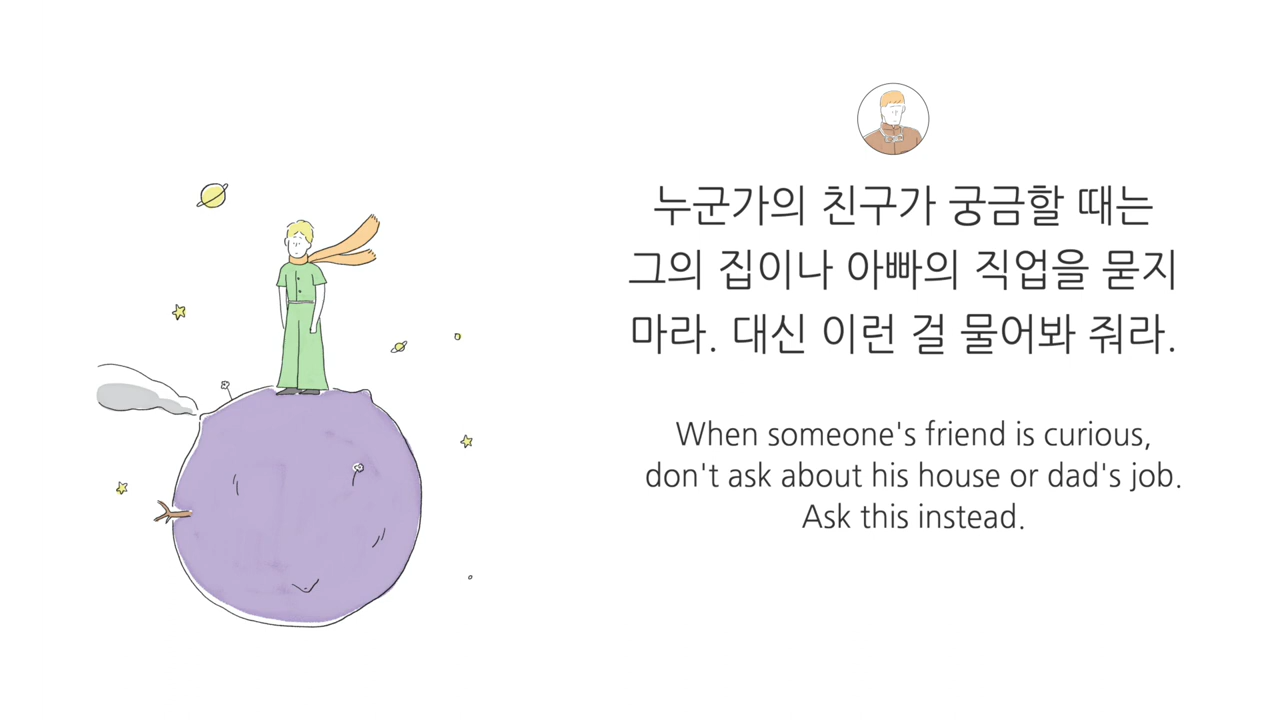 누군가의 친구가 궁금할 때는
그의 집이나 아빠의 직업을 묻지
마라. 대신 이런 걸 물어봐 줘라.
When someone's friend is curious,
don't ask about his house or dad's job.
Ask this instead.